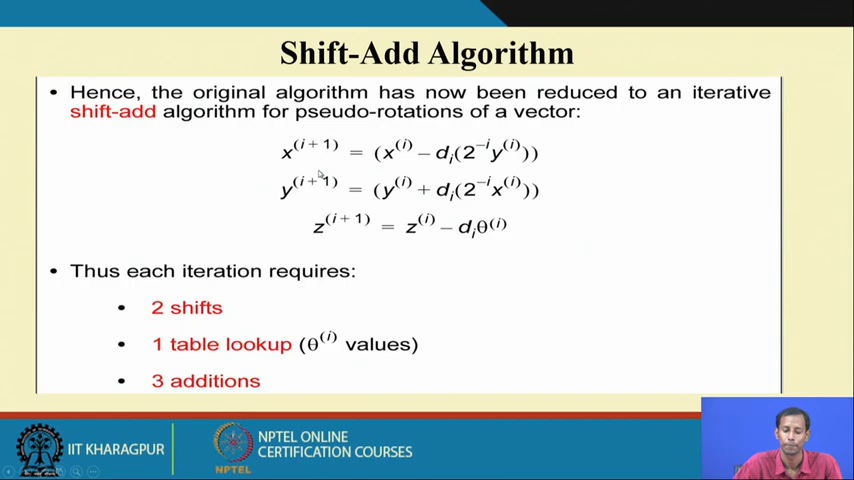 Shift-Add Algorithm
• Hence, the original algorithm has now been reduced to an iterative
shift-add algorithm for pseudo-rotations of a vector:
x^(i + 1) = (x^(i) – d_i(2^–i y^(i)))
y^(i + 1) = (y^(i) + d_i(2^–i x^(i)))
z^(i + 1) = z^(i) – d_iθ^(i)
• Thus each iteration requires:
• 2 shifts
• 1 table lookup (θ^(i) values)
• 3 additions
IIT KHARAGPUR
NPTEL
NPTEL ONLINE
CERTIFICATION COURSES